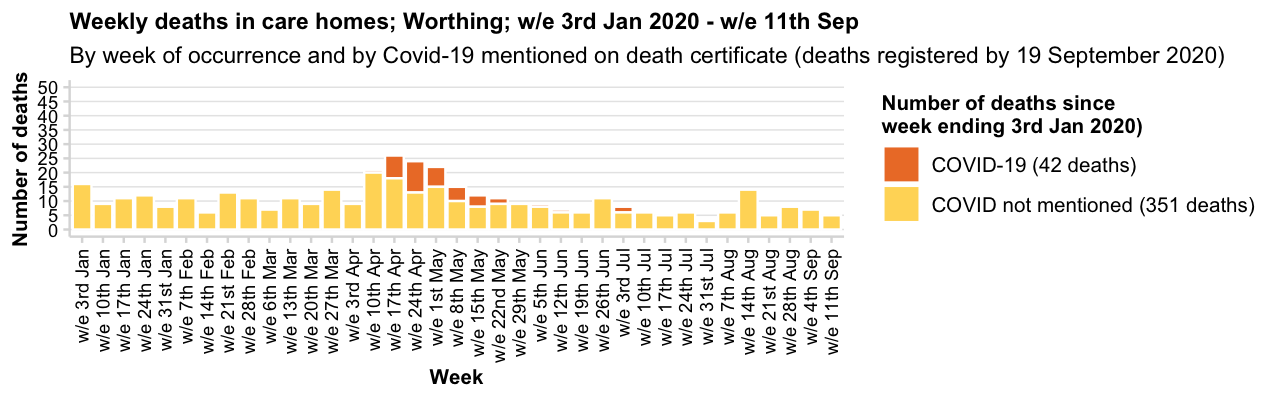 Weekly deaths in care homes; Worthing; w/e 3rd Jan 2020 - w/e 11th Sep
By week of occurrence and by Covid-19 mentioned on death certificate (deaths registered by 19 September 2020)
Number of deaths
50
45
40
35
30
25
20
15
10
5
0
w/e 3rd Jan
w/e 10th Jan
w/e 17th Jan
w/e 24th Jan
w/e 31st Jan
w/e 7th Feb
w/e 14th Feb
w/e 21st Feb
w/e 28th Feb
w/e 6th Mar
w/e 13th Mar
w/e 20th Mar
w/e 27th Mar
w/e 3rd Apr
w/e 10th Apr
w/e 17th Apr
w/e 24th Apr
w/e 1st May
w/e 8th May
w/e 15th May
w/e 22nd May
w/e 29th May
w/e 5th Jun
w/e 12th Jun
w/e 19th Jun
w/e 26th Jun
w/e 3rd Jul
w/e 10th Jul
w/e 17th Jul
w/e 24th Jul
w/e 31st Jul
w/e 7th Aug
w/e 14th Aug
w/e 21st Aug
w/e 28th Aug
w/e 4th Sep
w/e 11th Sep
Week
Number of deaths since
week ending 3rd Jan 2020)
COVID-19 (42 deaths)
COVID not mentioned (351 deaths)